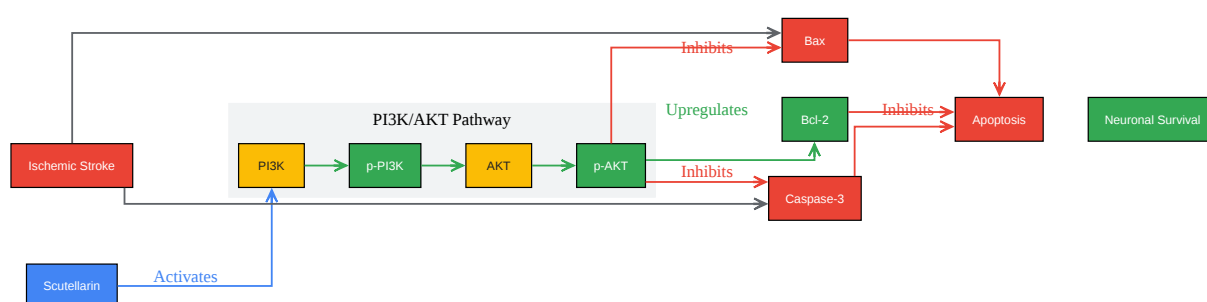 Bax
Inhibits
PI3K/AKT Pathway
Upregulates
Bcl-2
Inhibits
Apoptosis
Neuronal Survival
Ischemic Stroke
PI3K
p-PI3K
AKT
p-AKT
Inhibits
Caspase-3
Scutellarin
Activates